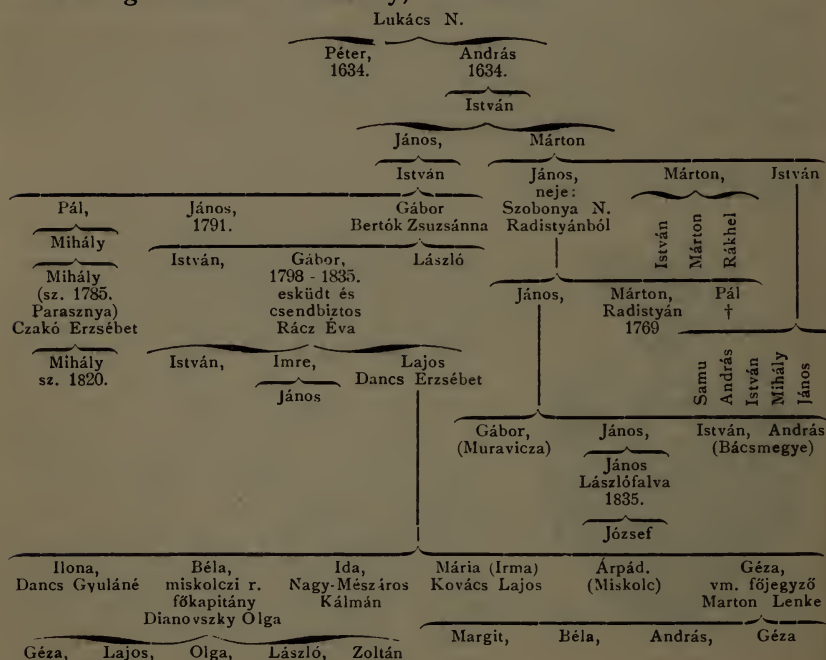 Lukács N.
Péter, András
1634. 1634.
István
János, Márton
István János, Márton, István
neje:
Pál, János, Gábor Szobonya N.
1791. Bertók Zsuzsánna Radistyánból
István Márton Rákhel
Mihály
István, Gábor, László
Mihály 1798 - 1835. János, Márton, Pál
(sz. 1785. esküdt és Radistyán †
Parasznya) csendbiztos 1769
Czakó Erzsébet Rácz Éva
Mihály István, Imre, Lajos
sz. 1820. Dancs Erzsébet
János
Samu András István Mihály János
Gábor, János, István, András
(Muravicza) (Bácsmegye)
János
Lászlófalva
1835.
József
Ilona, Béla, Ida, Mária (Irma) Árpád. Géza,
Dancs Gyuláné miskolczi r. Nagy-Mészáros Kovács Lajos (Miskolc) vm. főjegyző
főkapitány Kálmán Marton Lenke
Dianovszky Olga
Margit, Béla, András, Géza
Géza, Lajos, Olga, László, Zoltán